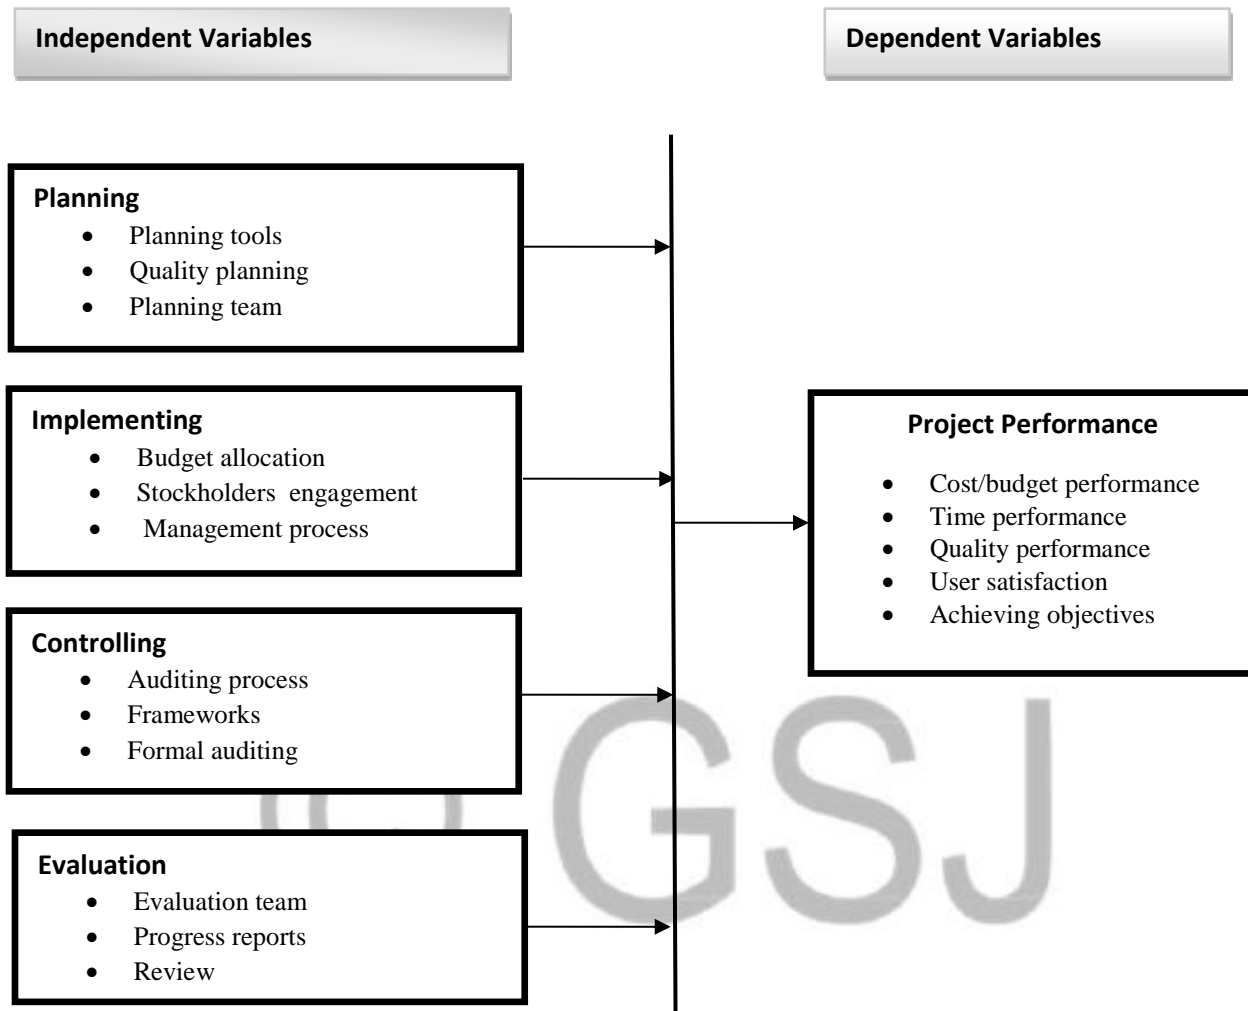 Independent Variables
Dependent Variables
Planning
• Planning tools
• Quality planning
• Planning team
Implementing
• Budget allocation
• Stockholders engagement
• Management process
Controlling
• Auditing process
• Frameworks
• Formal auditing
Evaluation
• Evaluation team
• Progress reports
• Review
Project Performance
• Cost/budget performance
• Time performance
• Quality performance
• User satisfaction
• Achieving objectives
© GSJ